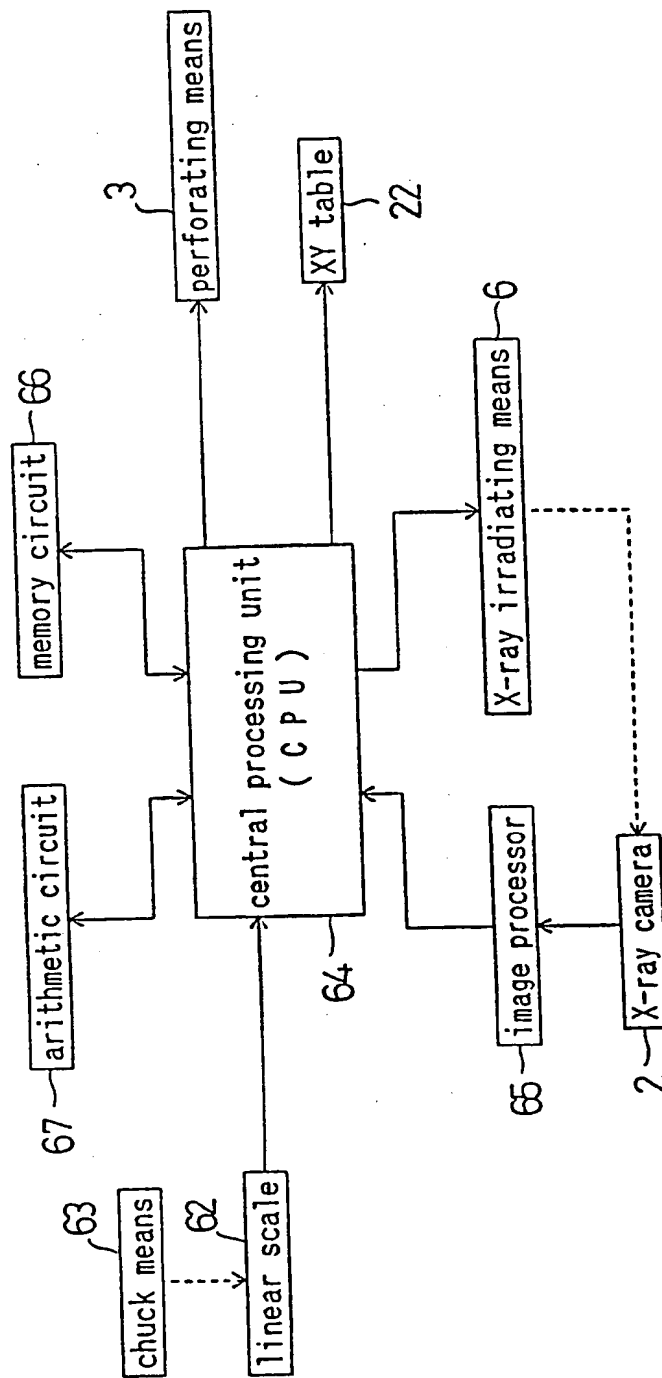 67
arithmetic circuit
66
memory circuit
3
perforating means
63
chuck means
62
linear scale
central processing unit
( C P U )
64
XY table
22
65
image processor
X-ray irradiating means
6
2
X-ray camera